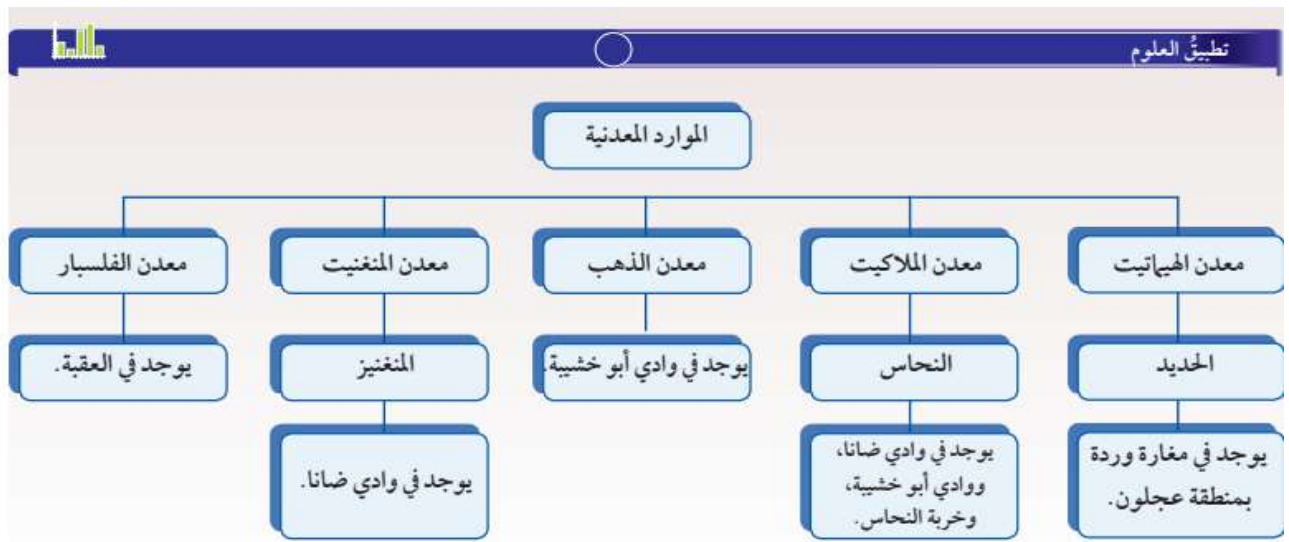 تطبيقُ العلوم
الموارد المعدنية
معدن الهيماتيت
معدن الملاكيت
معدن الذهب
معدن المنغنيت
معدن الفلسبار
الحديد
النحاس
يوجد في وادي أبو خشيبة.
المنغنيز
يوجد في العقبة.
يوجد في مغارة وردة
بمنطقة عجلون.
يوجد في وادي ضانا،
ووادي أبو خشيبة،
وخربة النحاس.
يوجد في وادي ضانا.